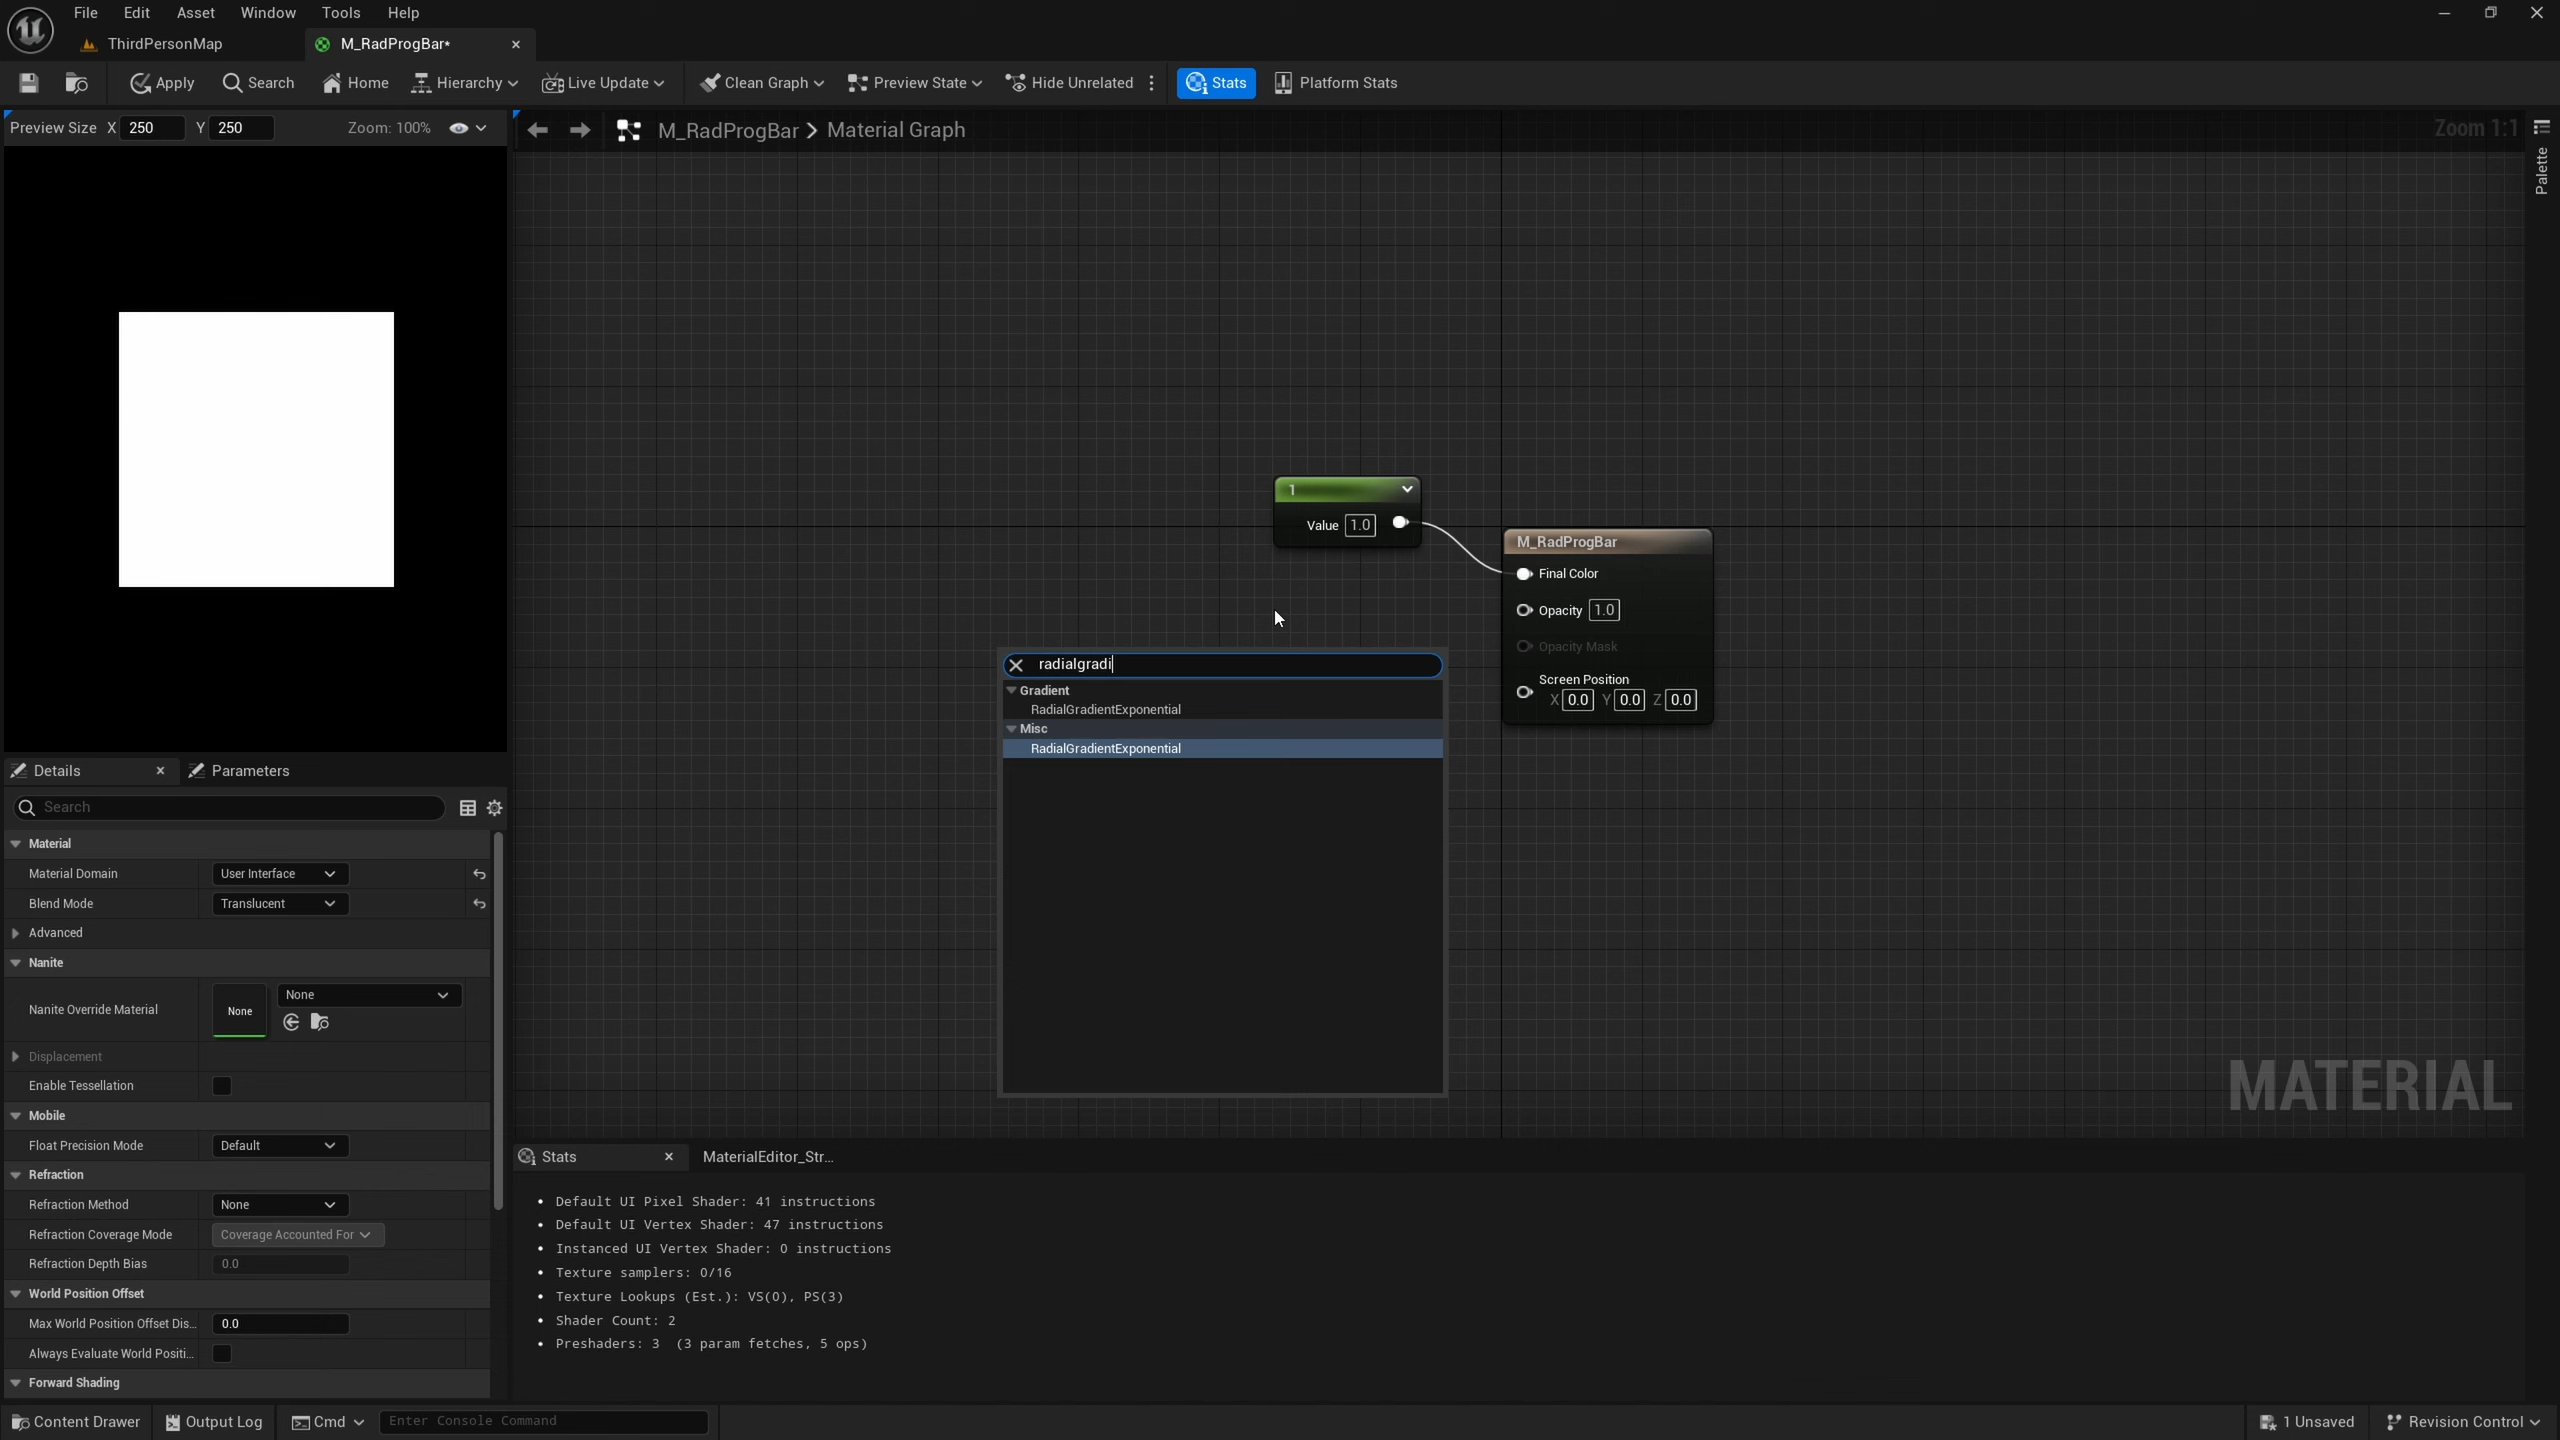 File Edit Asset Window Tools Help
ThirdPersonMap
M_RadProgBar*
Apply Search Home Hierarchy Live Update Clean Graph Preview State Hide Unrelated Stats Platform Stats
Preview Size X 250 Y 250 Zoom: 100%
M_RadProgBar > Material Graph
Zoom 1:1
Palette
1
Value 1.0
M_RadProgBar
Final Color
Opacity 1.0
Opacity Mask
Screen Position
X 0.0 Y 0.0 Z 0.0
radialgradi
Gradient
RadialGradientExponential
Misc
RadialGradientExponential
MATERIAL
Details
Parameters
Search
Material
Material Domain User Interface
Blend Mode Translucent
Advanced
Nanite
Nanite Override Material None None
Displacement
Enable Tessellation
Mobile
Float Precision Mode Default
Refraction
Refraction Method None
Refraction Coverage Mode Coverage Accounted For
Refraction Depth Bias 0.0
World Position Offset
Max World Position Offset Dis... 0.0
Always Evaluate World Positi...
Forward Shading
Stats
MaterialEditor_Str...
• Default UI Pixel Shader: 41 instructions
• Default UI Vertex Shader: 47 instructions
• Instanced UI Vertex Shader: 0 instructions
• Texture samplers: 0/16
• Texture Lookups (Est.): VS(0), PS(3)
• Shader Count: 2
• Preshaders: 3 (3 param fetches, 5 ops)
Content Drawer Output Log Cmd Enter Console Command 1 Unsaved Revision Control